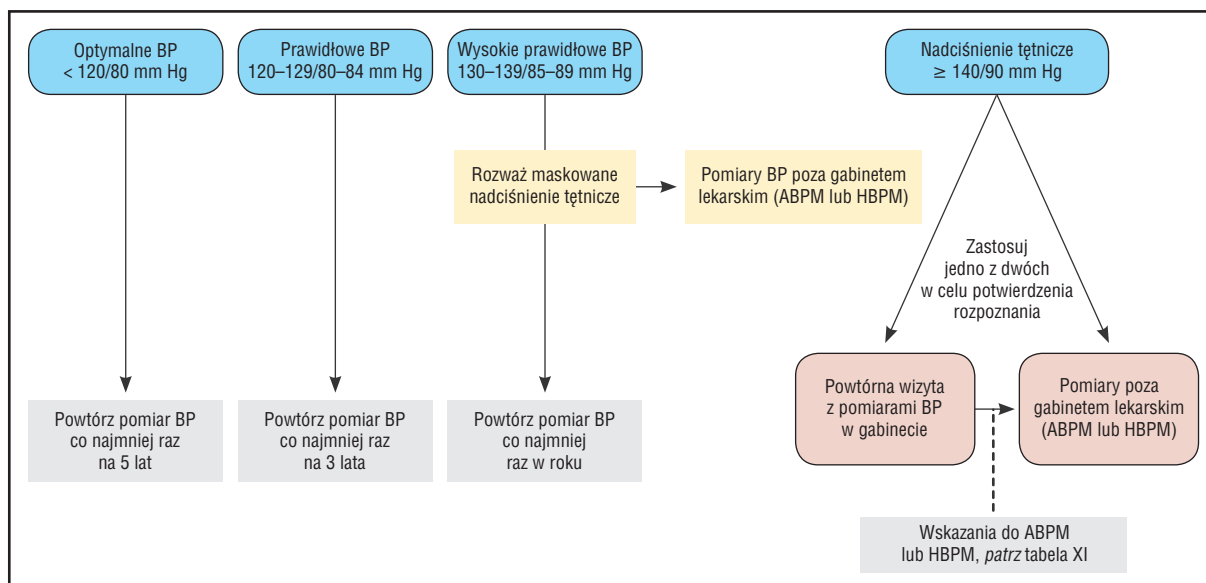 Optymalne BP
< 120/80 mm Hg
Prawidłowe BP
120–129/80–84 mm Hg
Wysokie prawidłowe BP
130–139/85–89 mm Hg
Nadciśnienie tętnicze
≥ 140/90 mm Hg
Rozważ maskowane
nadciśnienie tętnicze
Pomiary BP poza gabinetem
lekarskim (ABPM lub HBPM)
Zastosuj
jedno z dwóch
w celu potwierdzenia
rozpoznania
Powtórz pomiar BP
co najmniej raz
na 5 lat
Powtórz pomiar BP
co najmniej raz
na 3 lata
Powtórz pomiar BP
co najmniej
raz w roku
Powtórna wizyta
z pomiarami BP
w gabinecie
Pomiary poza
gabinetem lekarskim
(ABPM lub HBPM)
Wskazania do ABPM
lub HBPM, patrz tabela XI